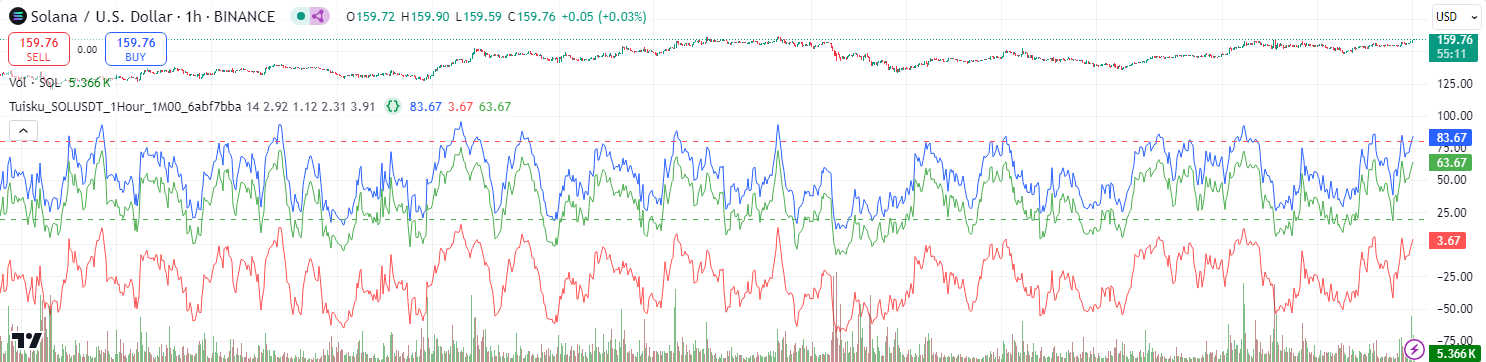 Solana / U.S. Dollar · 1h · BINANCE O159.72 H159.90 L159.59 C159.76 +0.05 (+0.03%) USD
159.76 SELL 0.00 159.76 BUY
159.76
55:11
Vol · SOL 5.366 K
125.00
Tuisku_SOLUSDT_1Hour_1M00_6abf7bba 14 2.92 1.12 2.31 3.91 83.67 3.67 63.67
100.00
83.67
75.00
63.67
50.00
25.00
3.67
−25.00
−50.00
−75.00
5.366 K